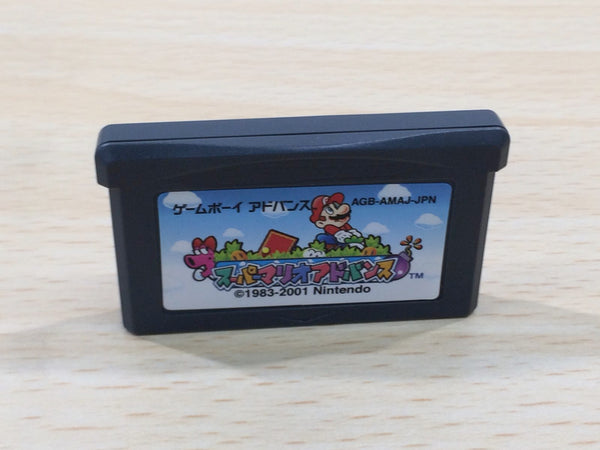 ゲームボーイ アドバンス AGB-AMAJ-JPN
スーパーマリオアドバンス TM
©1983-2001 Nintendo